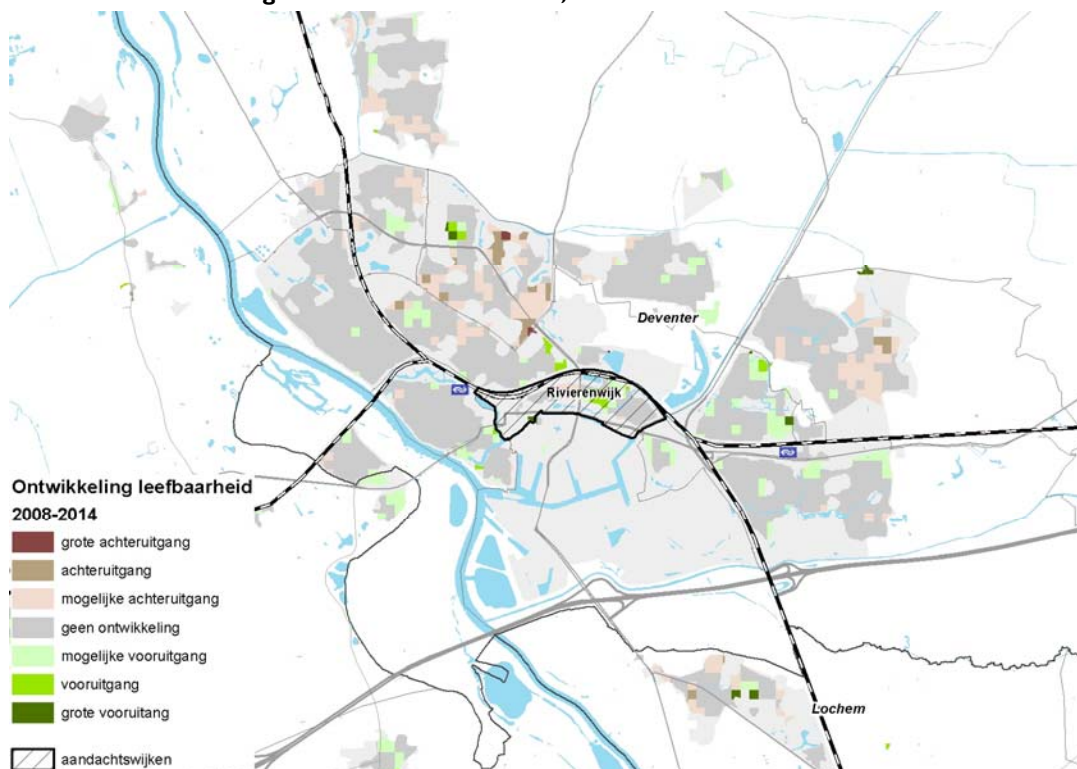 Deventer
Rivierenwijk
Ontwikkeling leefbaarheid
2008-2014
grote achteruitgang
achteruitgang
mogelijke achteruitgang
geen ontwikkeling
mogelijke vooruitgang
vooruitgang
grote vooruitang
aandachtswijken
Lochem